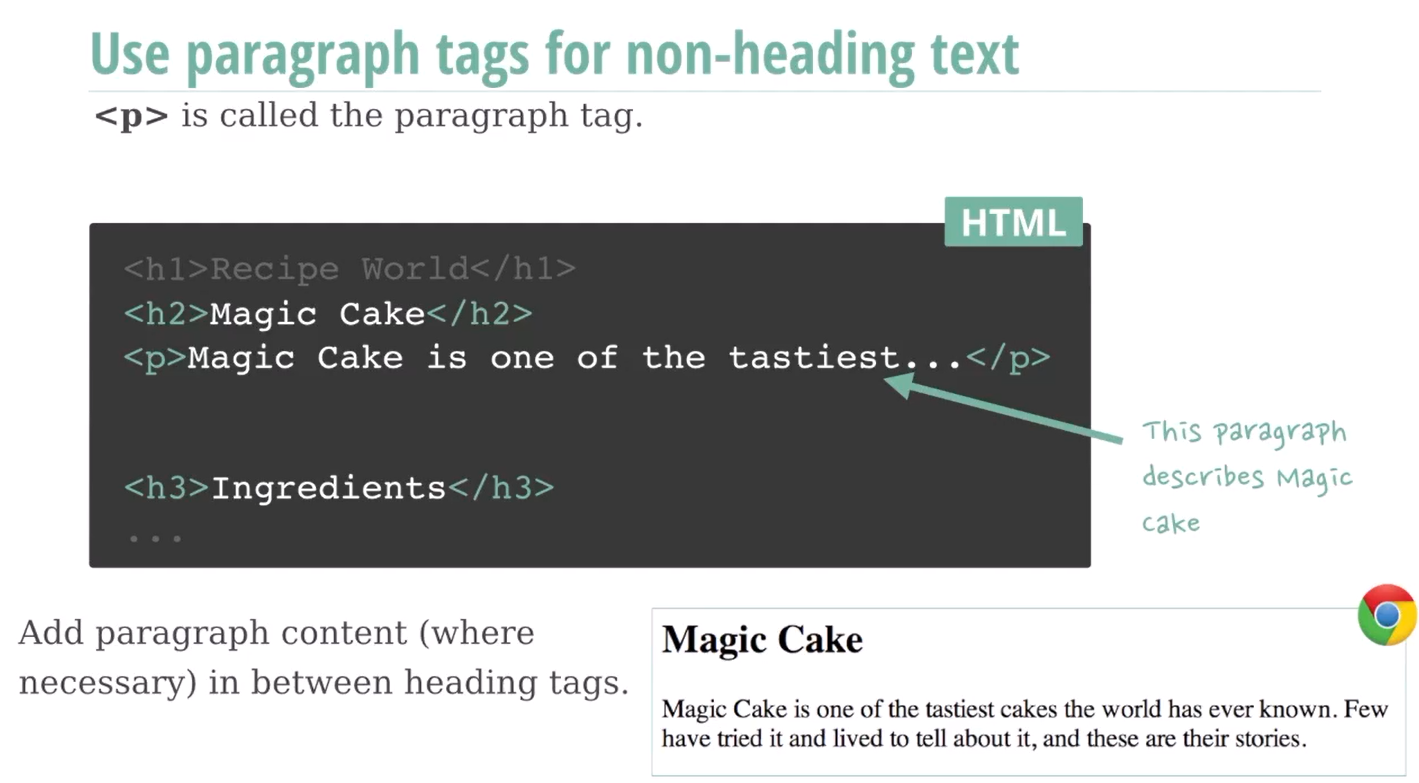 Use paragraph tags for non-heading text
<p> is called the paragraph tag.
HTML
<h1>Recipe World</h1>
<h2>Magic Cake</h2>
<p>Magic Cake is one of the tastiest...</p>
<h3>Ingredients</h3>
...
This paragraph
describes Magic
cake
Add paragraph content (where
necessary) in between heading tags.
Magic Cake
Magic Cake is one of the tastiest cakes the world has ever known. Few
have tried it and lived to tell about it, and these are their stories.